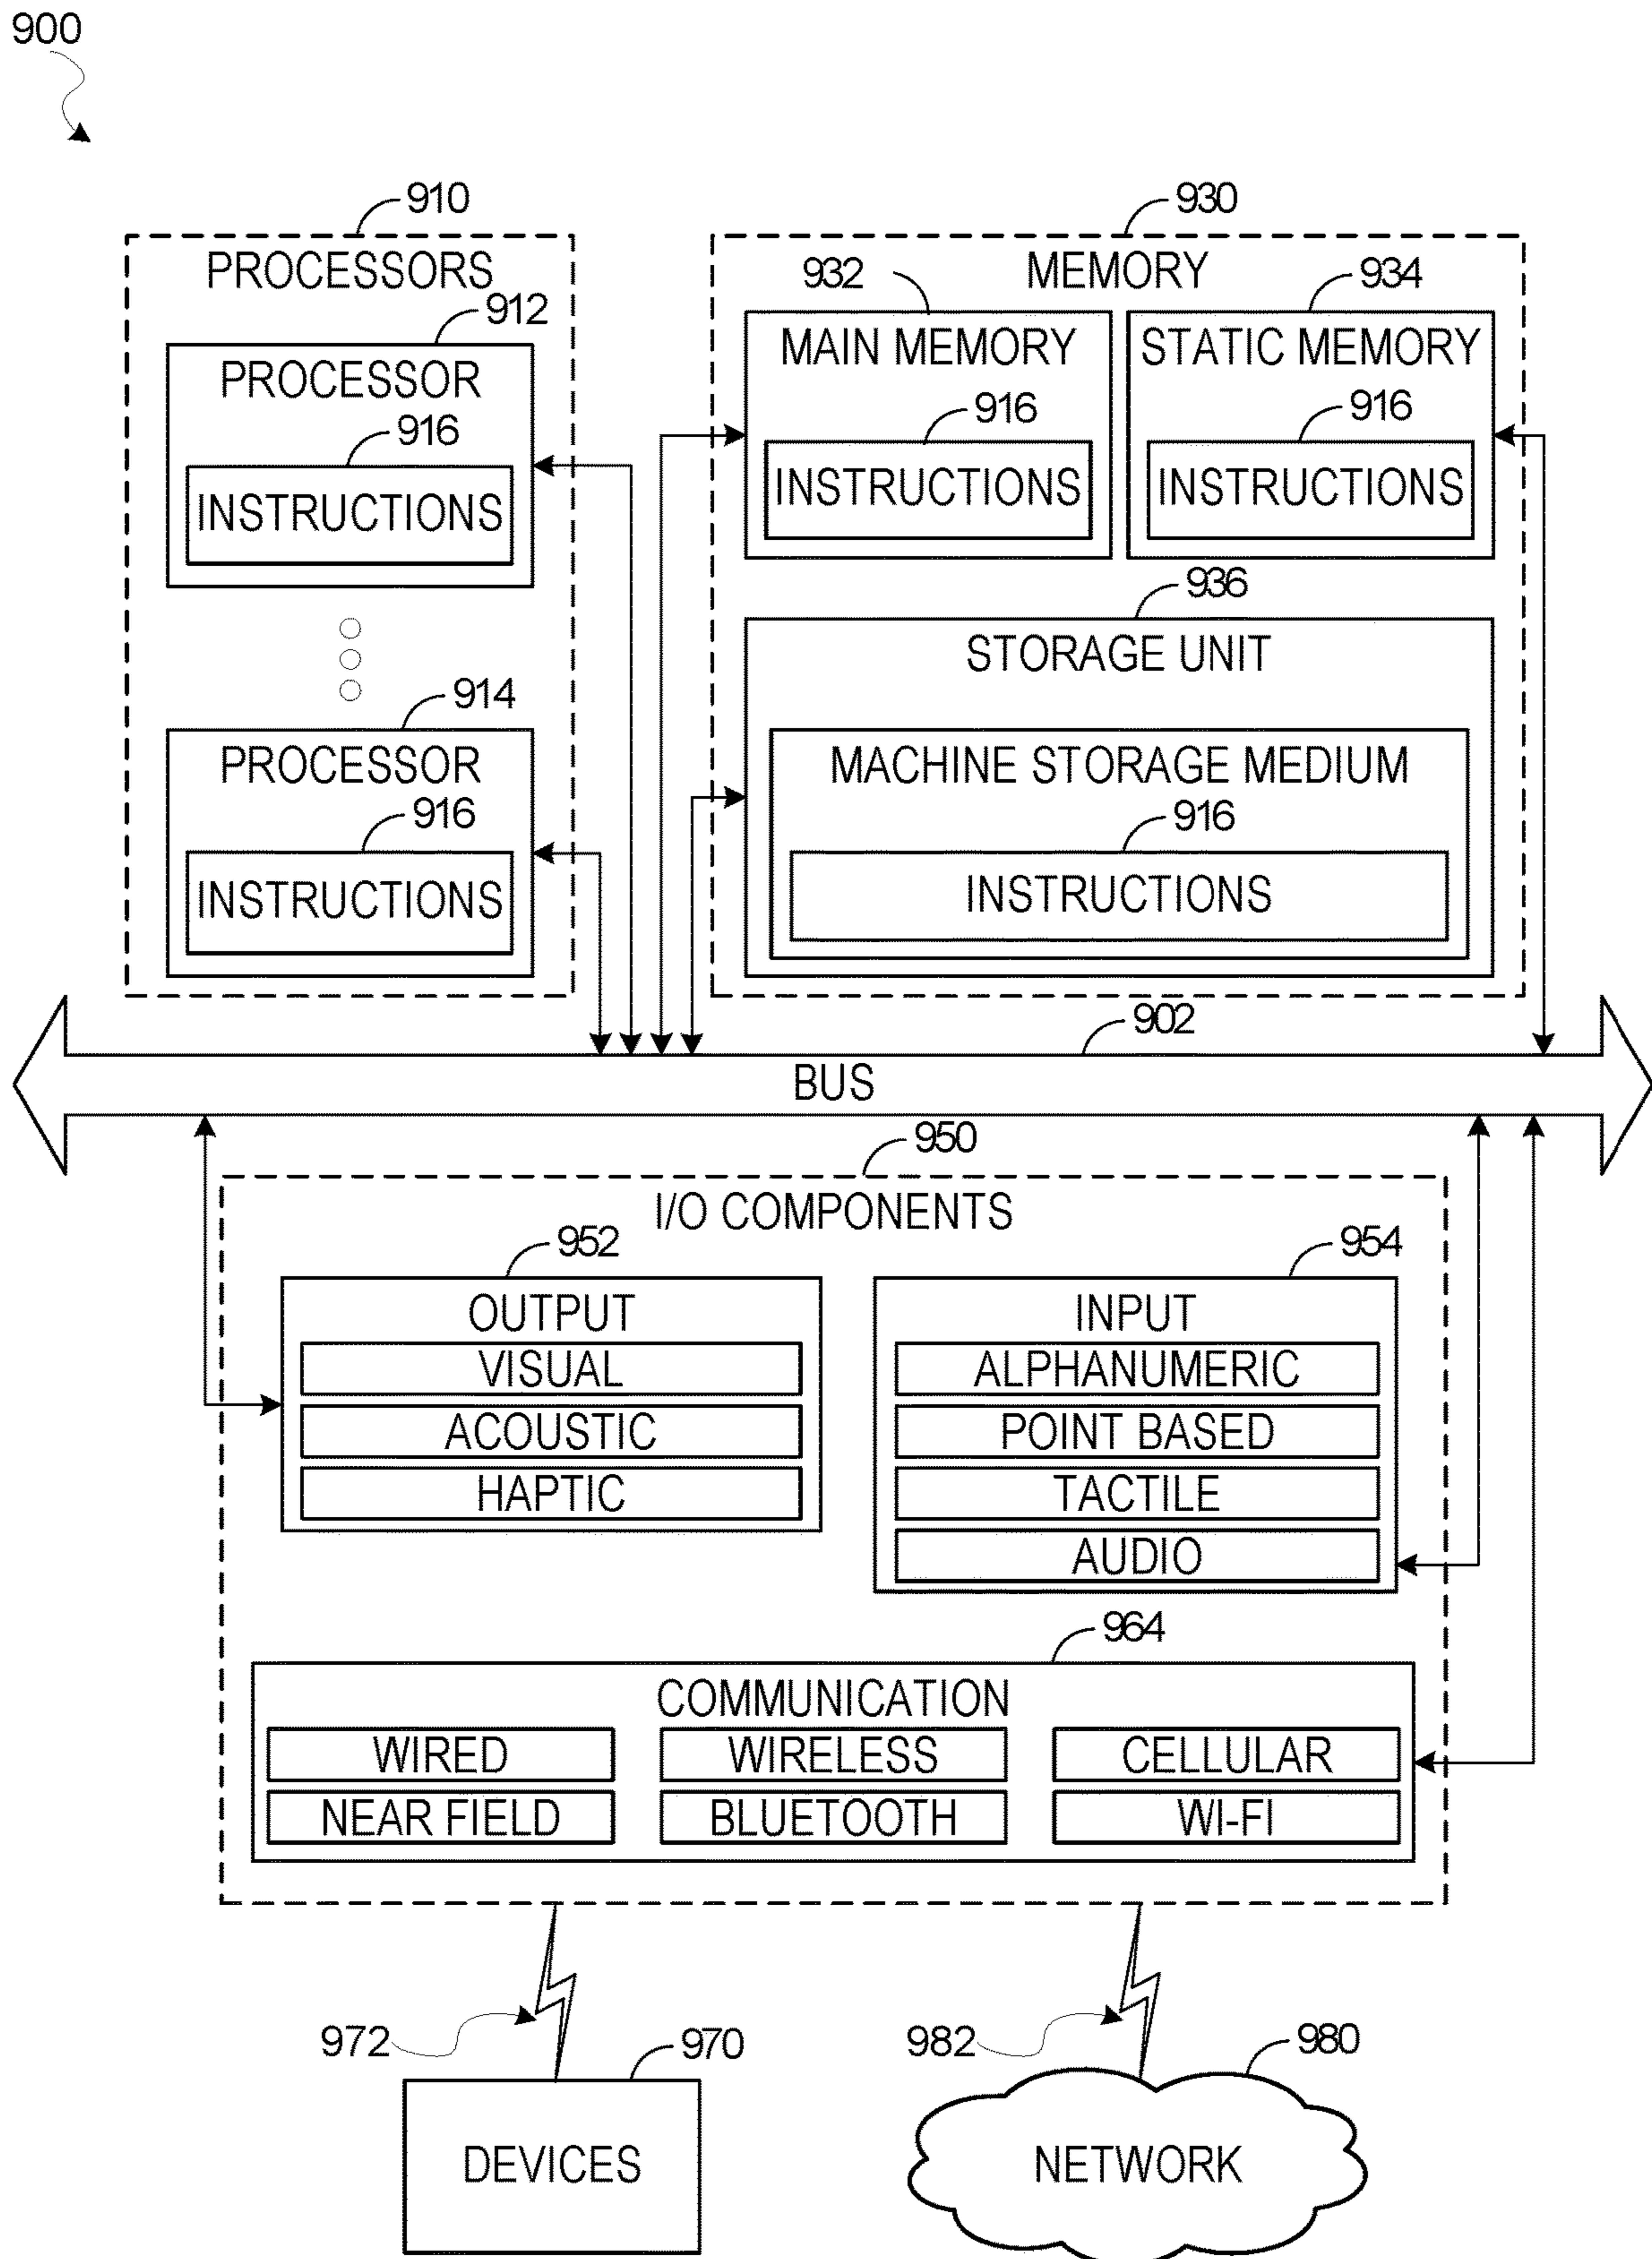 900
910
930
PROCESSORS
MEMORY
932
934
912
MAIN MEMORY
STATIC MEMORY
PROCESSOR
916
916
916
INSTRUCTIONS
INSTRUCTIONS
INSTRUCTIONS
936
STORAGE UNIT
914
PROCESSOR
MACHINE STORAGE MEDIUM
916
916
INSTRUCTIONS
INSTRUCTIONS
902
BUS
950
I/O COMPONENTS
952
954
OUTPUT
INPUT
VISUAL
ALPHANUMERIC
ACOUSTIC
POINT BASED
HAPTIC
TACTILE
AUDIO
964
COMMUNICATION
WIRED
WIRELESS
CELLULAR
NEAR FIELD
BLUETOOTH
WI-FI
972
970
982
980
DEVICES
NETWORK